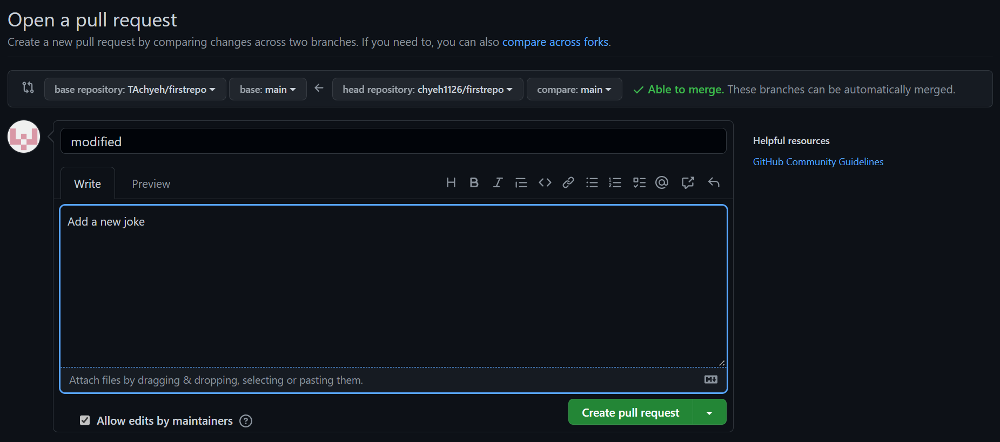 Open a pull request
Create a new pull request by comparing changes across two branches. If you need to, you can also compare across forks.
base repository: TAchyeh/firstrepo base: main head repository: chyeh1126/firstrepo compare: main Able to merge. These branches can be automatically merged.
modified
Helpful resources
GitHub Community Guidelines
Write Preview
Add a new joke
Attach files by dragging & dropping, selecting or pasting them.
Allow edits by maintainers
Create pull request